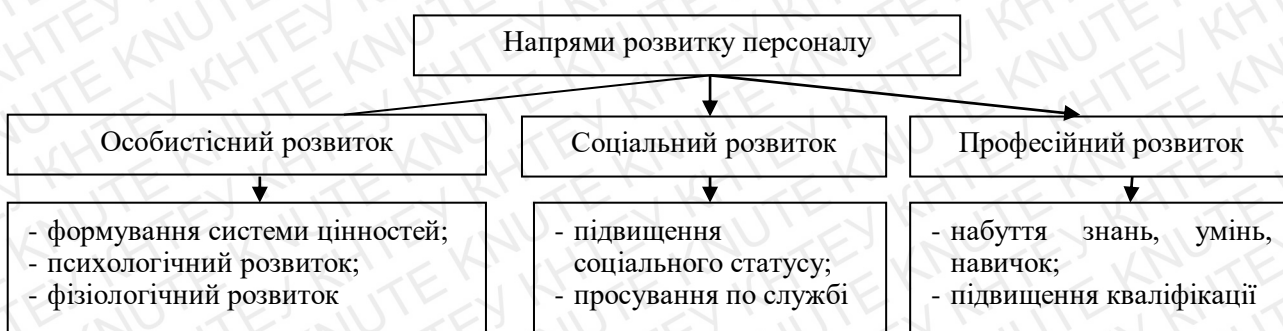 Напрями розвитку персоналу
Особистісний розвиток
Соціальний розвиток
Професійний розвиток
- формування системи цінностей;
- психологічний розвиток;
- фізіологічний розвиток
- підвищення
соціального статусу;
- просування по службі
- набуття знань, умінь,
навичок;
- підвищення кваліфікації